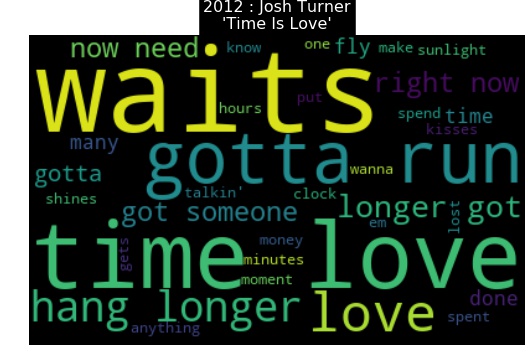 2012 : Josh Turner
'Time Is Love'
now need
know
one
fly
make
sunlight
waits
right now
put
hours
spend
time
kisses
many
gotta run
wanna
gotta
talkin'
clock
shines
got someone
longer
lost
got
em
time love
gets
money
minutes
moment
hang longer
love
done
spent
anything